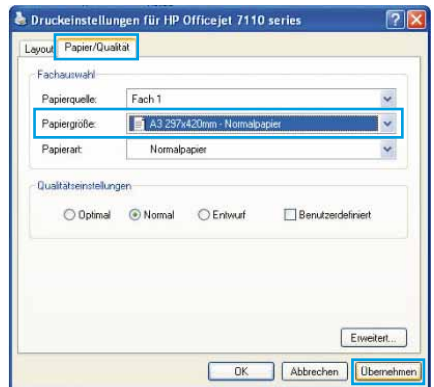 Druckeinstellungen für HP Officejet 7110 series
Layout Papier/Qualität
Fachauswahl
Papierquelle: Fach 1
Papiergröße: A3 297x420mm - Normalpapier
Papierart: Normalpapier
Qualitätseinstellungen
Optimal Normal Entwurf Benutzerdefiniert
Erweitert...
OK Abbrechen Übernehmen